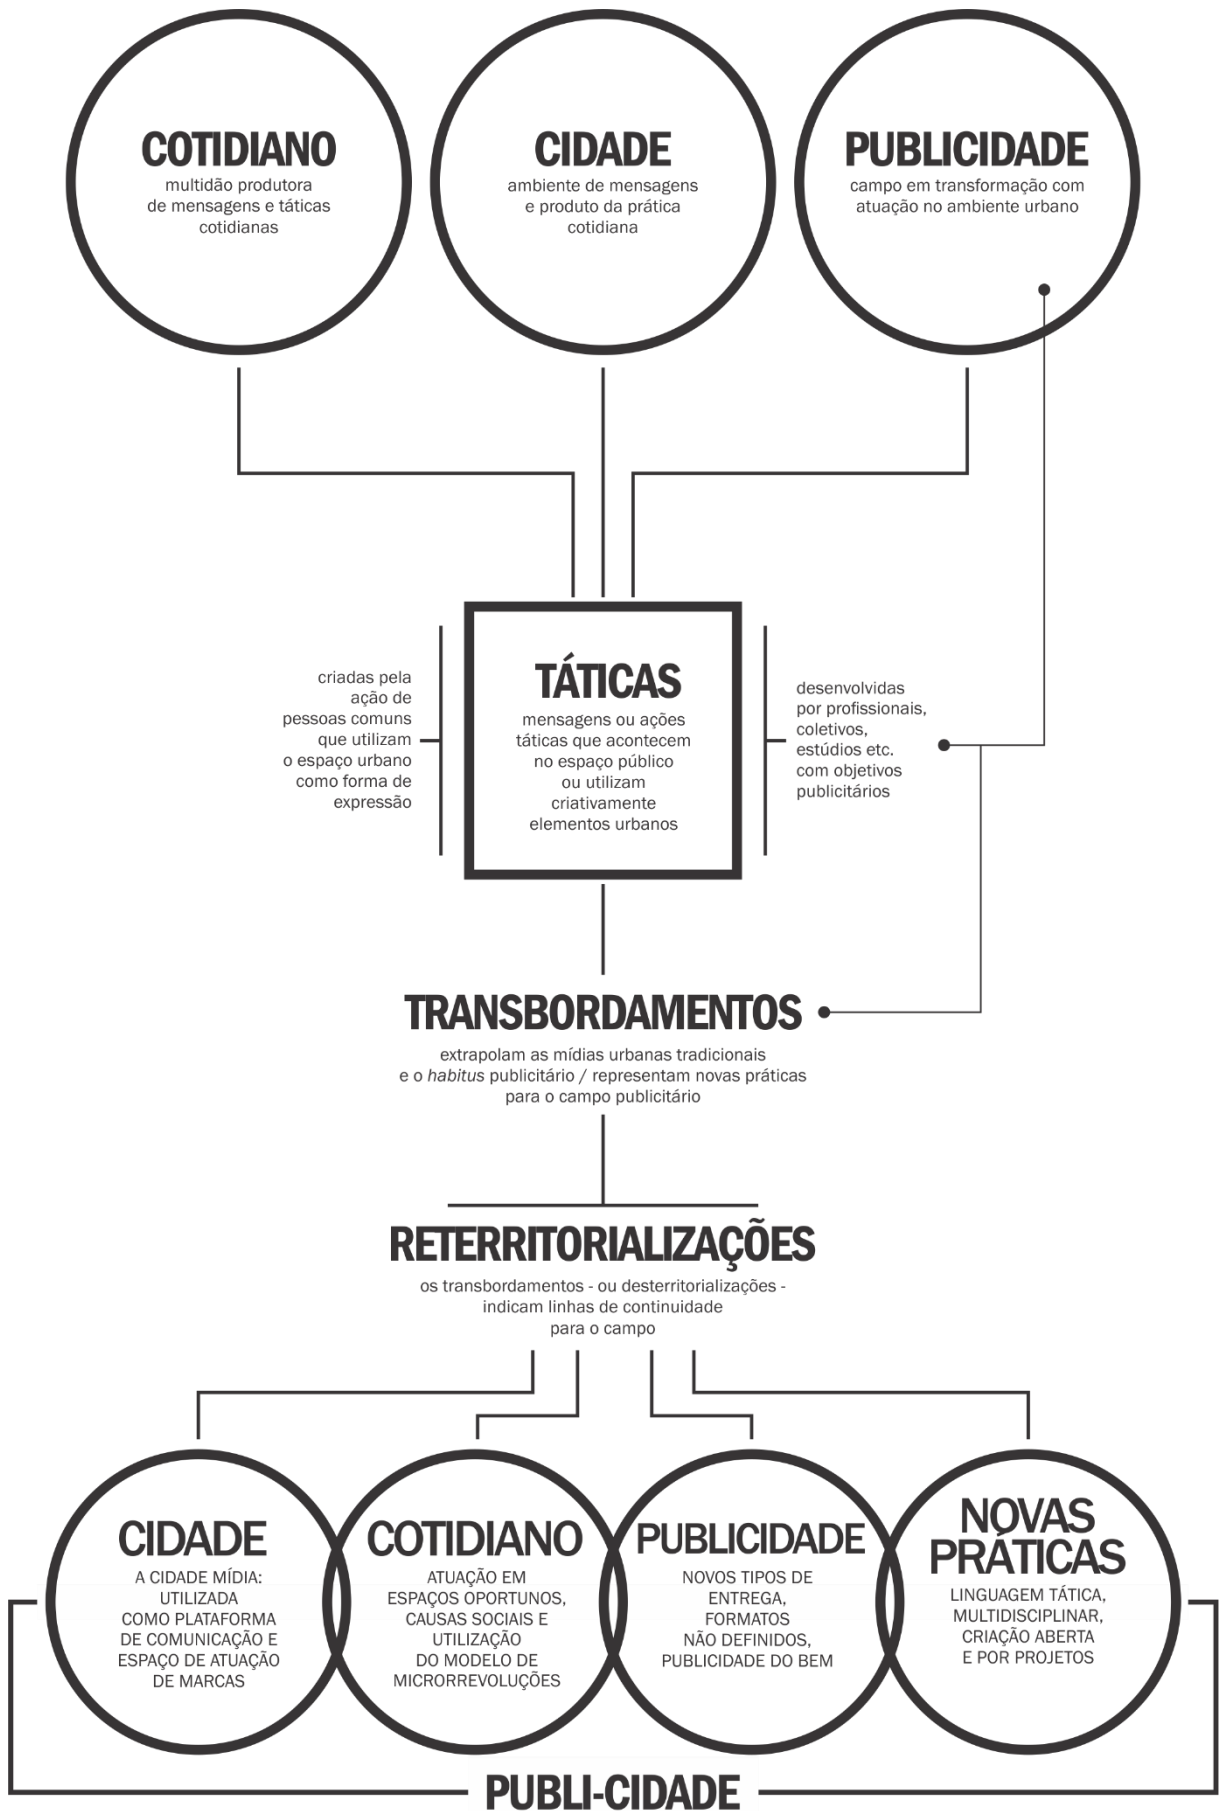 COTIDIANO
multidão produtora
de mensagens e táticas
cotidianas
CIDADE
ambiente de mensagens
e produto da prática
cotidiana
PUBLICIDADE
campo em transformação com
atuação no ambiente urbano
criadas pela
ação de
pessoas comuns
que utilizam
o espaço urbano
como forma de
expressão
TÁTICAS
mensagens ou ações
táticas que acontecem
no espaço público
ou utilizam
criativamente
elementos urbanos
desenvolvidas
por profissionais,
coletivos,
estúdios etc.
com objetivos
publicitários
TRANSBORDAMENTOS
extrapolam as mídias urbanas tradicionais
e o habitus publicitário / representam novas práticas
para o campo publicitário
RETERRITORIALIZAÇÕES
os transbordamentos - ou desterritorializações -
indicam linhas de continuidade
para o campo
CIDADE
A CIDADE MÍDIA:
UTILIZADA
COMO PLATAFORMA
DE COMUNICAÇÃO E
ESPAÇO DE ATUAÇÃO
DE MARCAS
COTIDIANO
ATUAÇÃO EM
ESPAÇOS OPORTUNOS,
CAUSAS SOCIAIS E
UTILIZAÇÃO
DO MODELO DE
MICRORREVOLUÇÕES
PUBLICIDADE
NOVOS TIPOS DE
ENTREGA,
FORMATOS
NÃO DEFINIDOS,
PUBLICIDADE DO BEM
NOVAS
PRÁTICAS
LINGUAGEM TÁTICA,
MULTIDISCIPLINAR,
CRIAÇÃO ABERTA
E POR PROJETOS
PUBLI-CIDADE